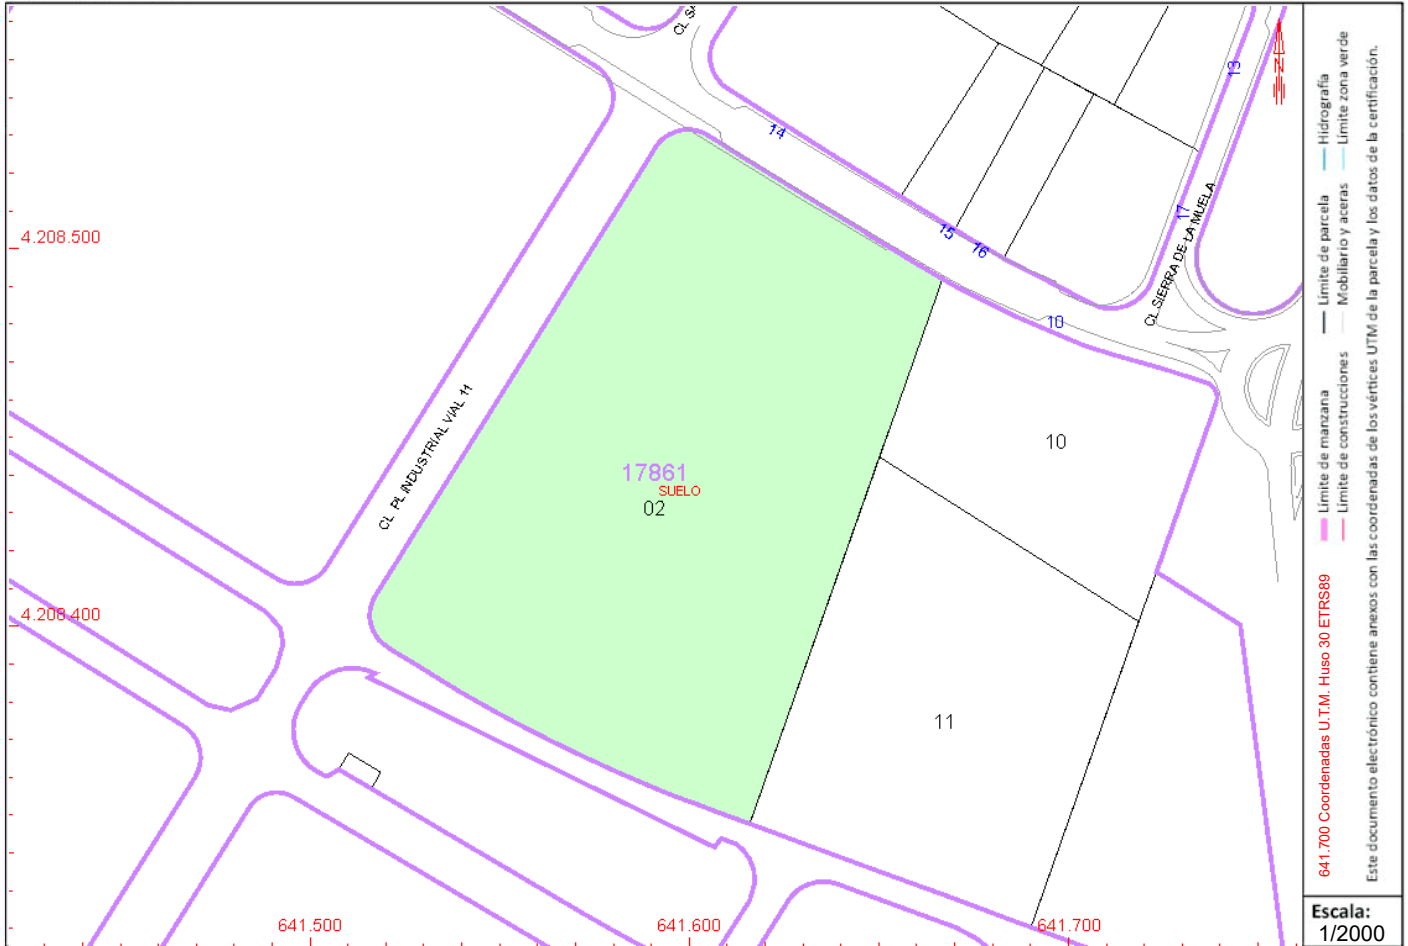 CL SA
14
13
17
CL SIERRA DE LA MUELA
15
16
10
4.208.500
CL PL INDUSTRIAL VIAL 11
17861
SUELO
02
10
11
4.208.400
641.500
641.600
641.700
N
Límite de manzana
Límite de parcela
Hidrografía
Límite de construcciones
Mobiliario y aceras
Límite zona verde
641.700 Coordenadas U.T.M. Huso 30 ETRS89
Este documento electrónico contiene anexos con las coordenadas de los vértices UTM de la parcela y los datos de la certificación.
Escala:
1/2000